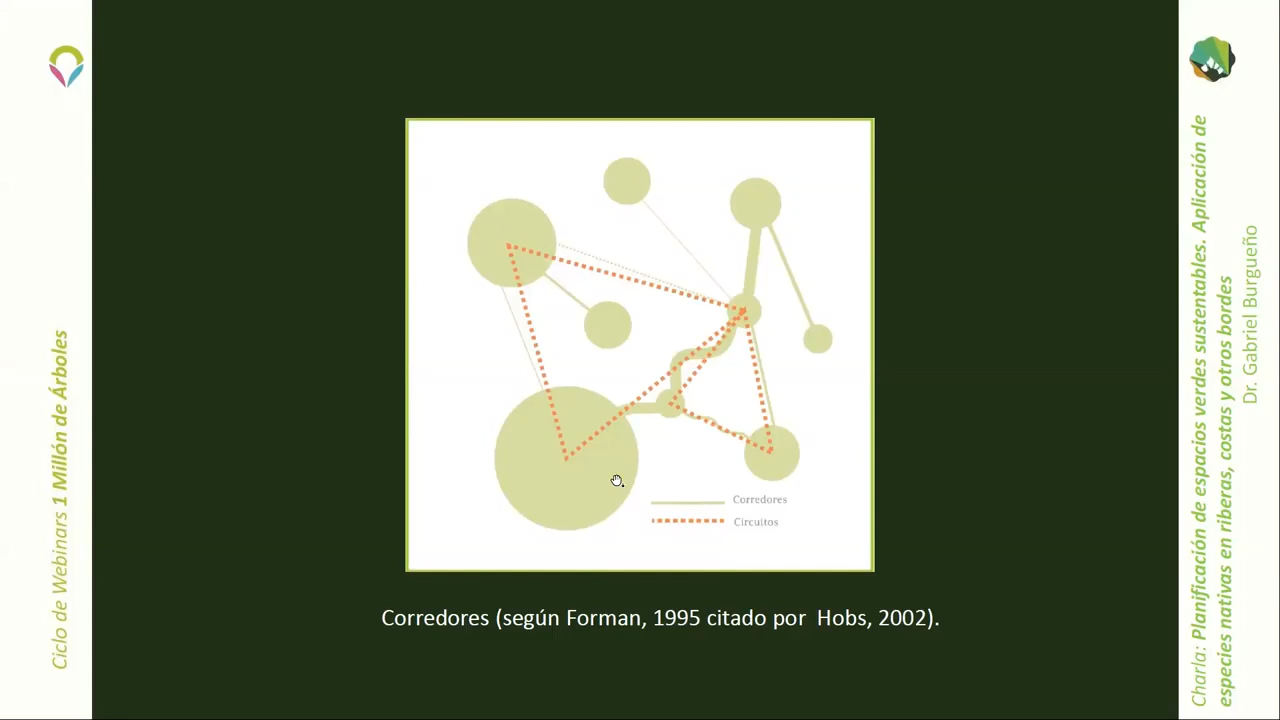 Ciclo de Webinars 1 Millón de Árboles
Corredores
Circuitos
Corredores (según Forman, 1995 citado por Hobs, 2002).
Charla: Planificación de espacios verdes sustentables. Aplicación de
especies nativas en riberas, costas y otros bordes
Dr. Gabriel Burgueño